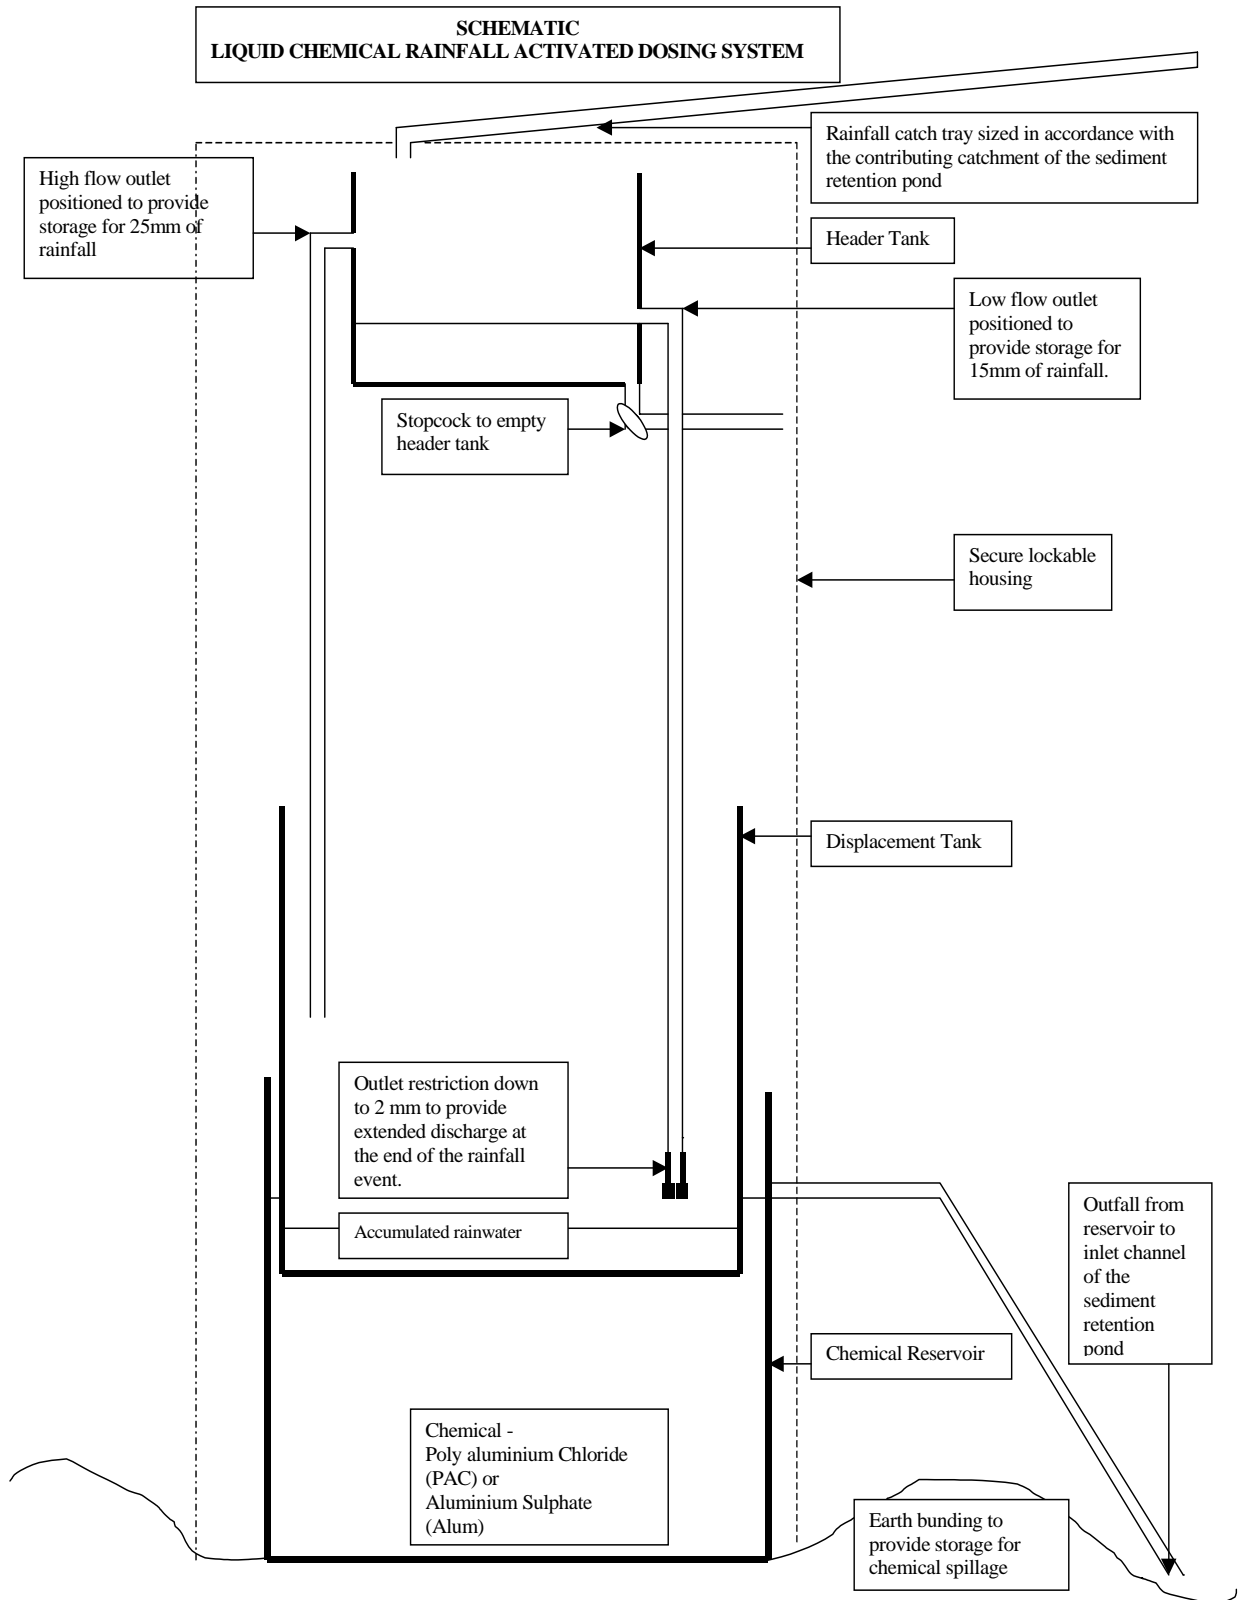 SCHEMATIC
LIQUID CHEMICAL RAINFALL ACTIVATED DOSING SYSTEM
Rainfall catch tray sized in accordance with
the contributing catchment of the sediment
retention pond
High flow outlet
positioned to provide
storage for 25mm of
rainfall
Header Tank
Low flow outlet
positioned to
provide storage for
15mm of rainfall.
Stopcock to empty
header tank
Secure lockable
housing
Displacement Tank
Outlet restriction down
to 2 mm to provide
extended discharge at
the end of the rainfall
event.
Accumulated rainwater
Outfall from
reservoir to
inlet channel
of the
sediment
retention
pond
Chemical Reservoir
Chemical -
Poly aluminium Chloride
(PAC) or
Aluminium Sulphate
(Alum)
Earth bunding to
provide storage for
chemical spillage